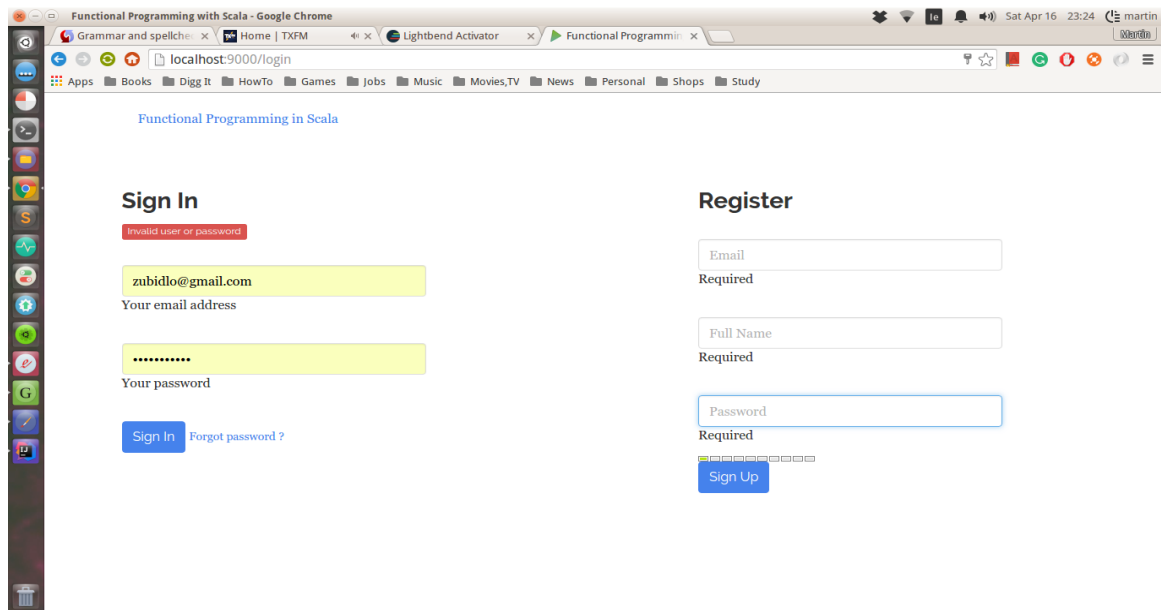 Functional Programming with Scala - Google Chrome
le
Sat Apr 16 23:24
martin
Grammar and spellche
Home | TXFM
Lightbend Activator
Functional Programmin
Martin
localhost:9000/login
Apps Books Digg It HowTo Games Jobs Music Movies,TV News Personal Shops Study
Functional Programming in Scala
Sign In
Invalid user or password
zubidlo@gmail.com
Your email address
•••••••••••
Your password
Sign In Forgot password ?
Register
Email
Required
Full Name
Required
Password
Required
Sign Up